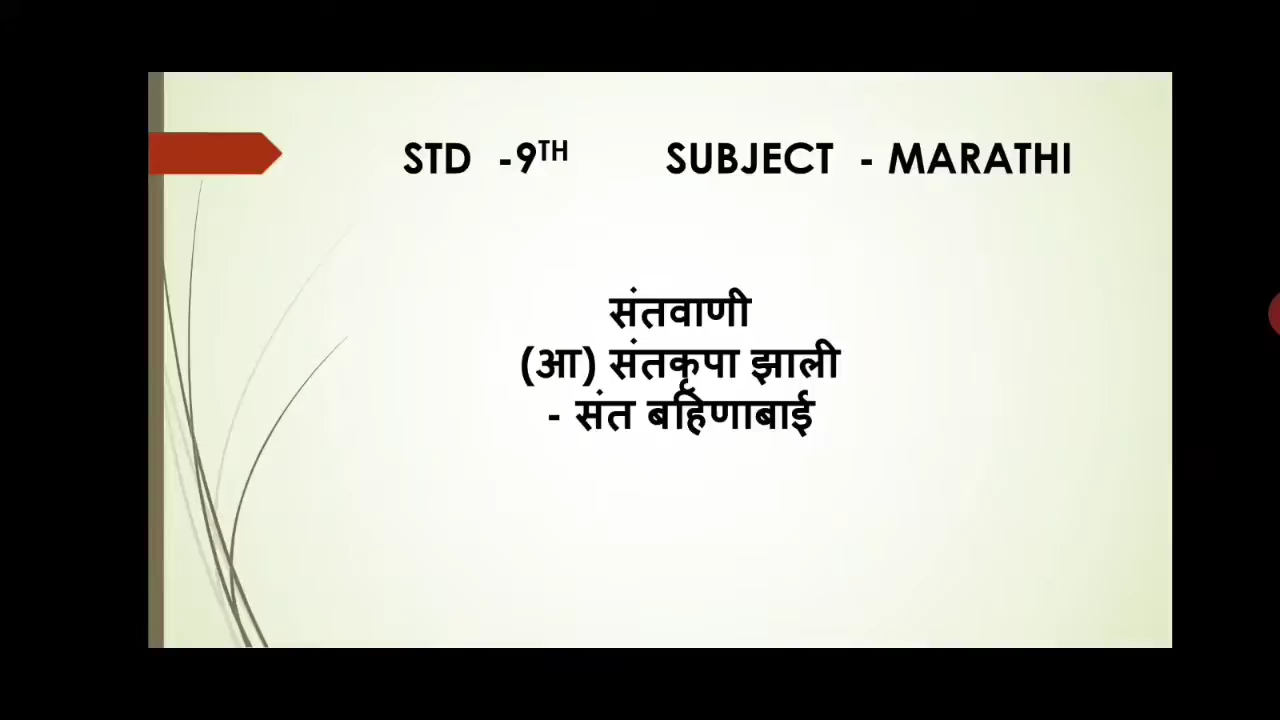 STD -9TH SUBJECT - MARATHI
संतवाणी
(आ) संतकृपा झाली
- संत बहिणाबाई